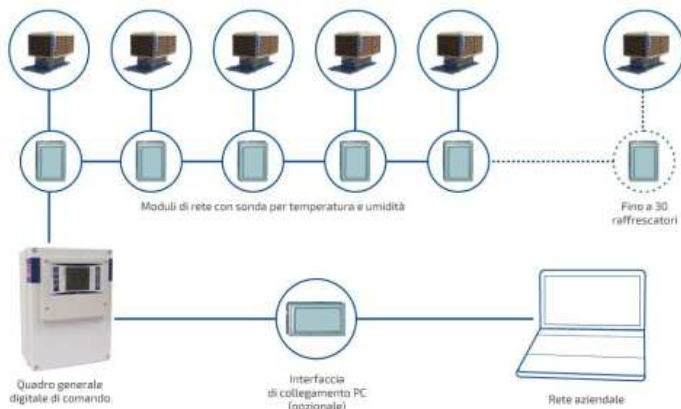 Moduli di rete con sonda per temperatura e umidità
Fino a 30
raffrescatori
Quadro generale
digitale di comando
Interfaccia
di collegamento PC
(opzionale)
Rete aziendale